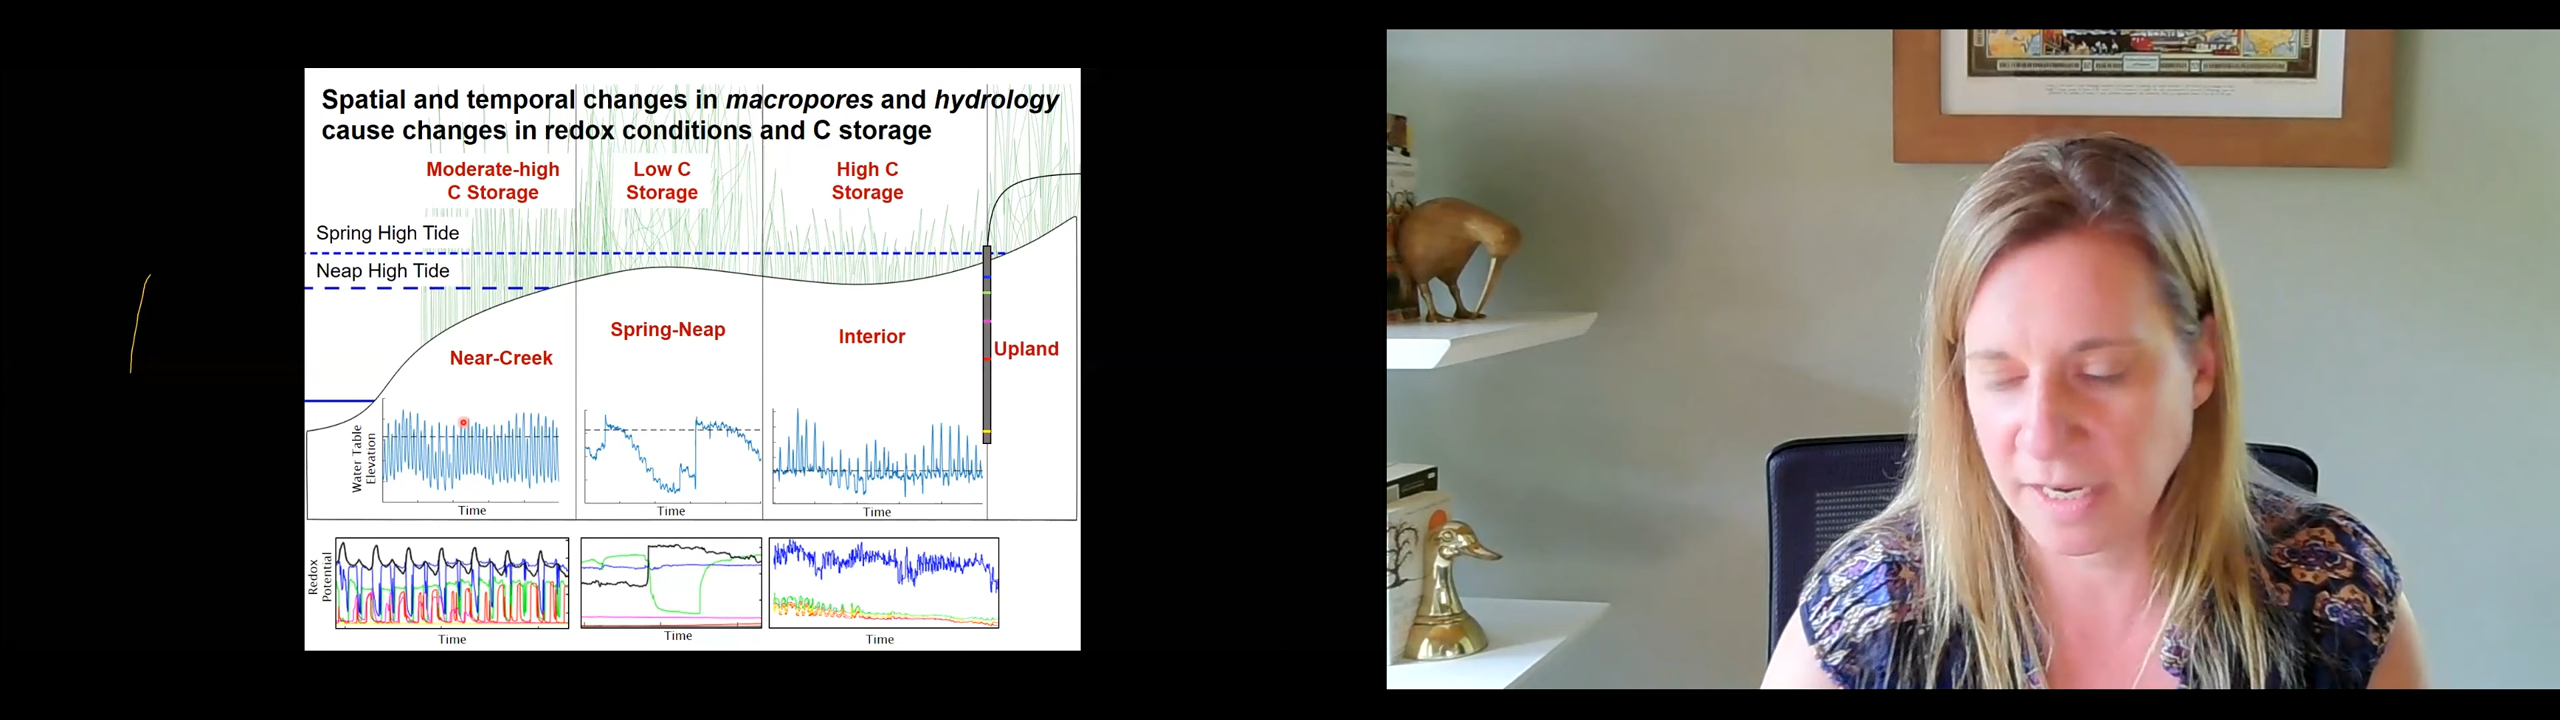 Spatial and temporal changes in macropores and hydrology
cause changes in redox conditions and C storage
Moderate-high
C Storage
Low C
Storage
High C
Storage
Spring High Tide
Neap High Tide
Near-Creek
Spring-Neap
Interior
Upland
Water Table
Elevation
Time
Time
Time
Redox
Potential
Time
Time
Time